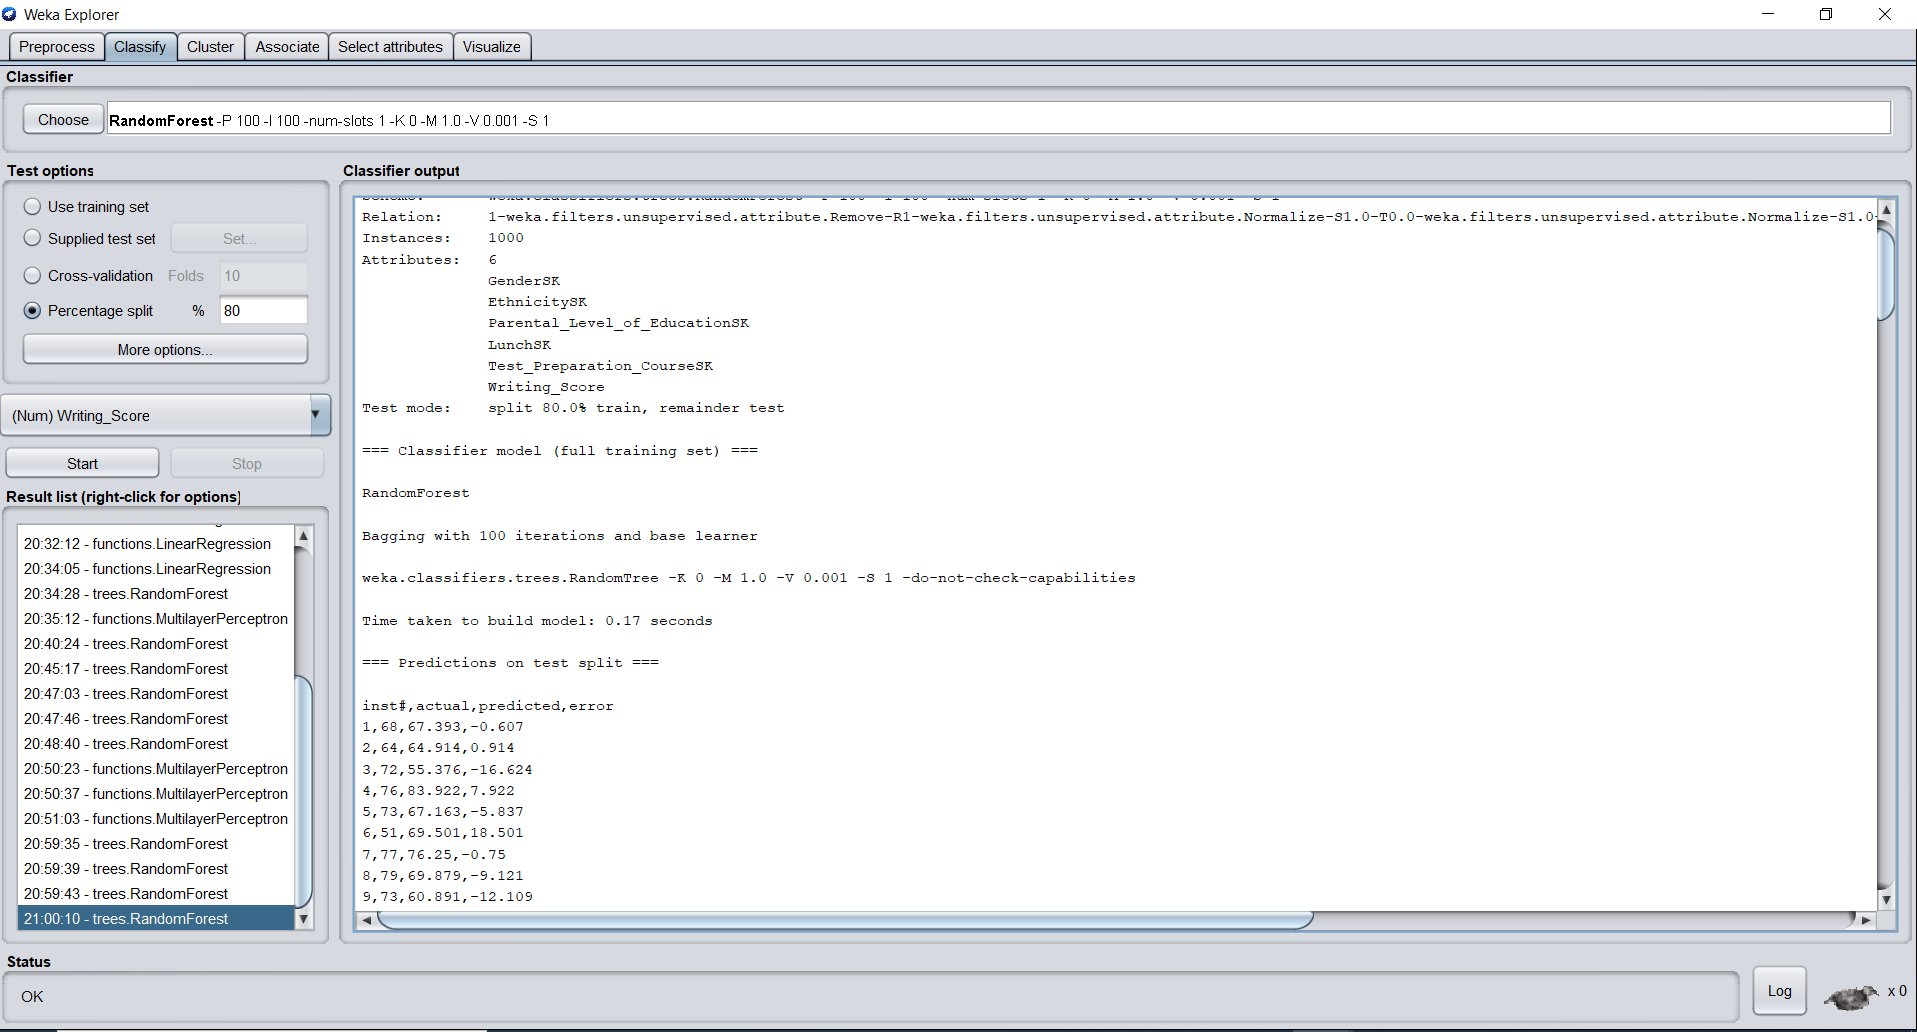 Weka Explorer
Preprocess Classify Cluster Associate Select attributes Visualize
Classifier
Choose RandomForest -P 100 -I 100 -num-slots 1 -K 0 -M 1.0 -V 0.001 -S 1
Test options
Use training set
Supplied test set Set...
Cross-validation Folds 10
Percentage split % 80
More options...
(Num) Writing_Score
Start Stop
Result list (right-click for options)
20:32:12 - functions.LinearRegression
20:34:05 - functions.LinearRegression
20:34:28 - trees.RandomForest
20:35:12 - functions.MultilayerPerceptron
20:40:24 - trees.RandomForest
20:45:17 - trees.RandomForest
20:47:03 - trees.RandomForest
20:47:46 - trees.RandomForest
20:48:40 - trees.RandomForest
20:50:23 - functions.MultilayerPerceptron
20:50:37 - functions.MultilayerPerceptron
20:51:03 - functions.MultilayerPerceptron
20:59:35 - trees.RandomForest
20:59:39 - trees.RandomForest
20:59:43 - trees.RandomForest
21:00:10 - trees.RandomForest
Classifier output
Relation: 1-weka.filters.unsupervised.attribute.Remove-R1-weka.filters.unsupervised.attribute.Normalize-S1.0-T0.0-weka.filters.unsupervised.attribute.Normalize-S1.0-
Instances: 1000
Attributes: 6
GenderSK
EthnicitySK
Parental_Level_of_EducationSK
LunchSK
Test_Preparation_CourseSK
Writing_Score
Test mode: split 80.0% train, remainder test
=== Classifier model (full training set) ===
RandomForest
Bagging with 100 iterations and base learner
weka.classifiers.trees.RandomTree -K 0 -M 1.0 -V 0.001 -S 1 -do-not-check-capabilities
Time taken to build model: 0.17 seconds
=== Predictions on test split ===
inst#,actual,predicted,error
1,68,67.393,-0.607
2,64,64.914,0.914
3,72,55.376,-16.624
4,76,83.922,7.922
5,73,67.163,-5.837
6,51,69.501,18.501
7,77,76.25,-0.75
8,79,69.879,-9.121
9,73,60.891,-12.109
Status
OK
Log x 0